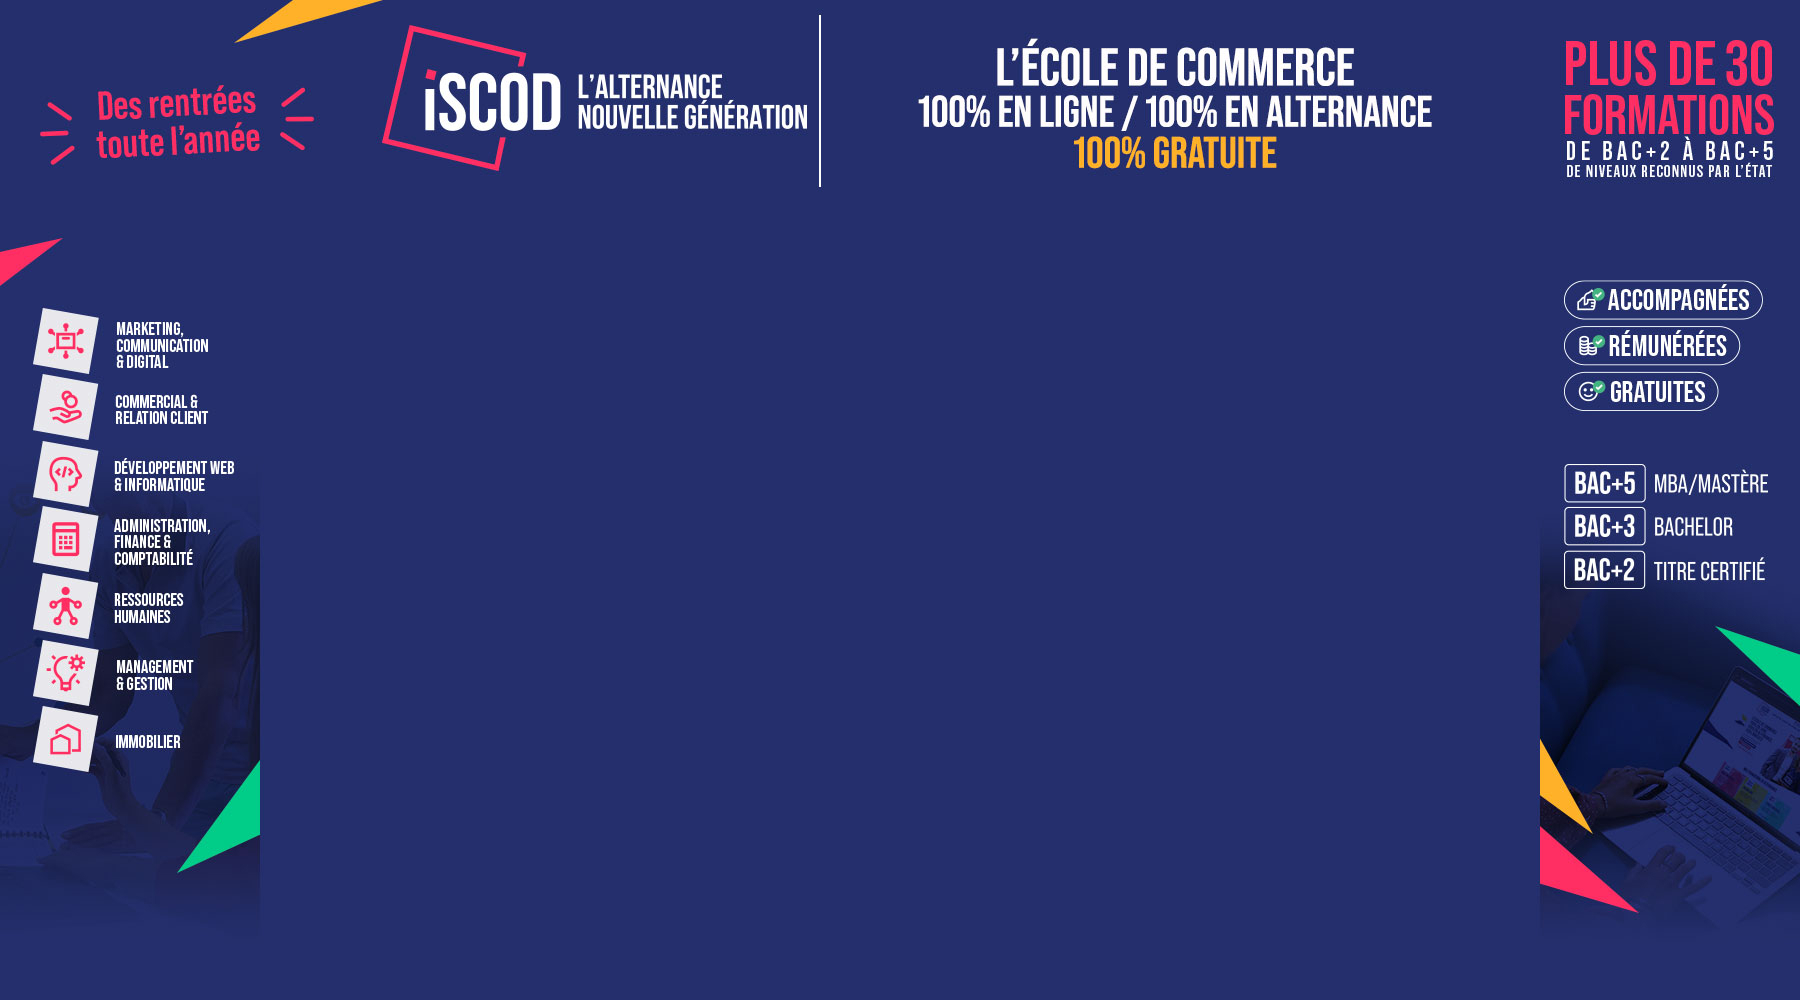 Des rentrées
toute l'année
iSCOD
L'ALTERNANCE
NOUVELLE GÉNÉRATION
L'ÉCOLE DE COMMERCE
100% EN LIGNE / 100% EN ALTERNANCE
100% GRATUITE
PLUS DE 30
FORMATIONS
DE BAC+2 À BAC+5
DE NIVEAUX RECONNUS PAR L'ÉTAT
MARKETING,
COMMUNICATION
& DIGITAL
COMMERCIAL &
RELATION CLIENT
DÉVELOPPEMENT WEB
& INFORMATIQUE
ADMINISTRATION,
FINANCE &
COMPTABILITÉ
RESSOURCES
HUMAINES
MANAGEMENT
& GESTION
IMMOBILIER
ACCOMPAGNÉES
RÉMUNÉRÉES
GRATUITES
BAC+5 MBA/MASTÈRE
BAC+3 BACHELOR
BAC+2 TITRE CERTIFIÉ